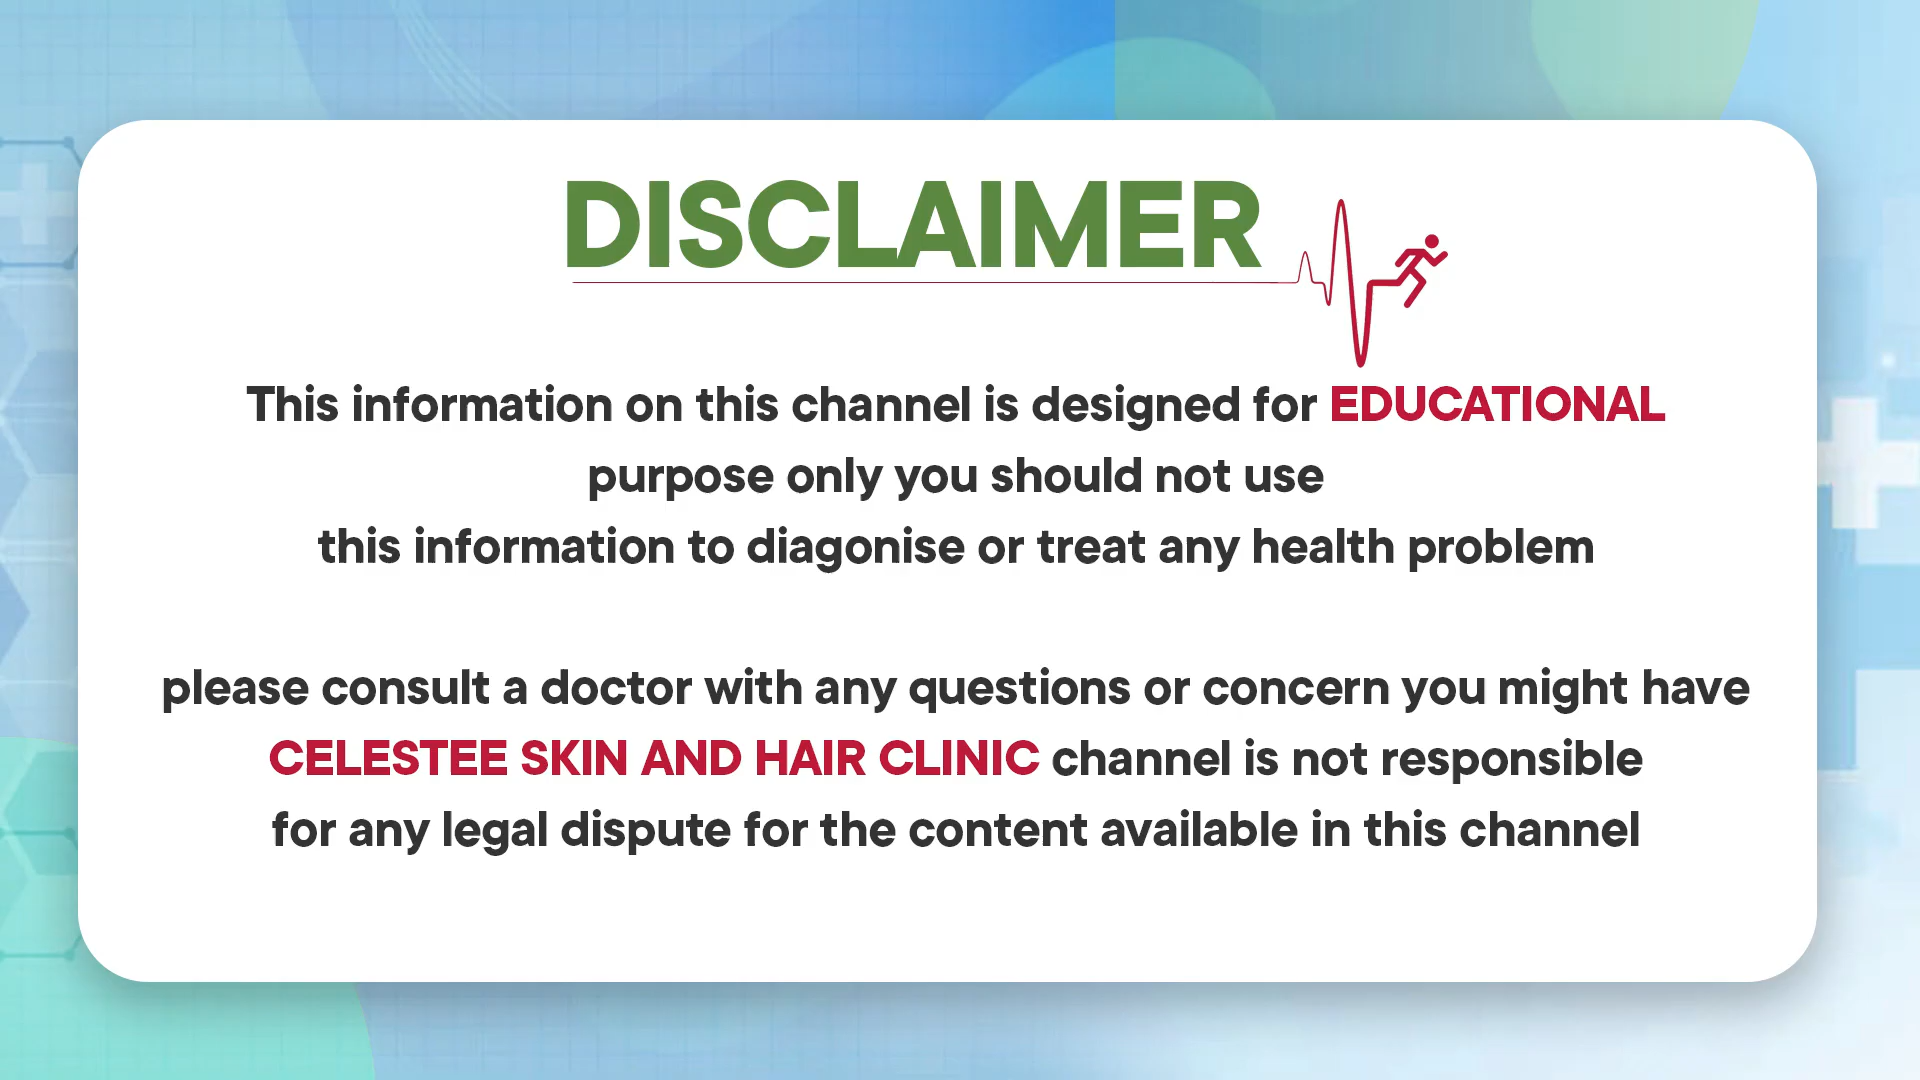 DISCLAIMER
This information on this channel is designed for EDUCATIONAL
purpose only you should not use
this information to diagonise or treat any health problem
please consult a doctor with any questions or concern you might have
CELESTEE SKIN AND HAIR CLINIC channel is not responsible
for any legal dispute for the content available in this channel